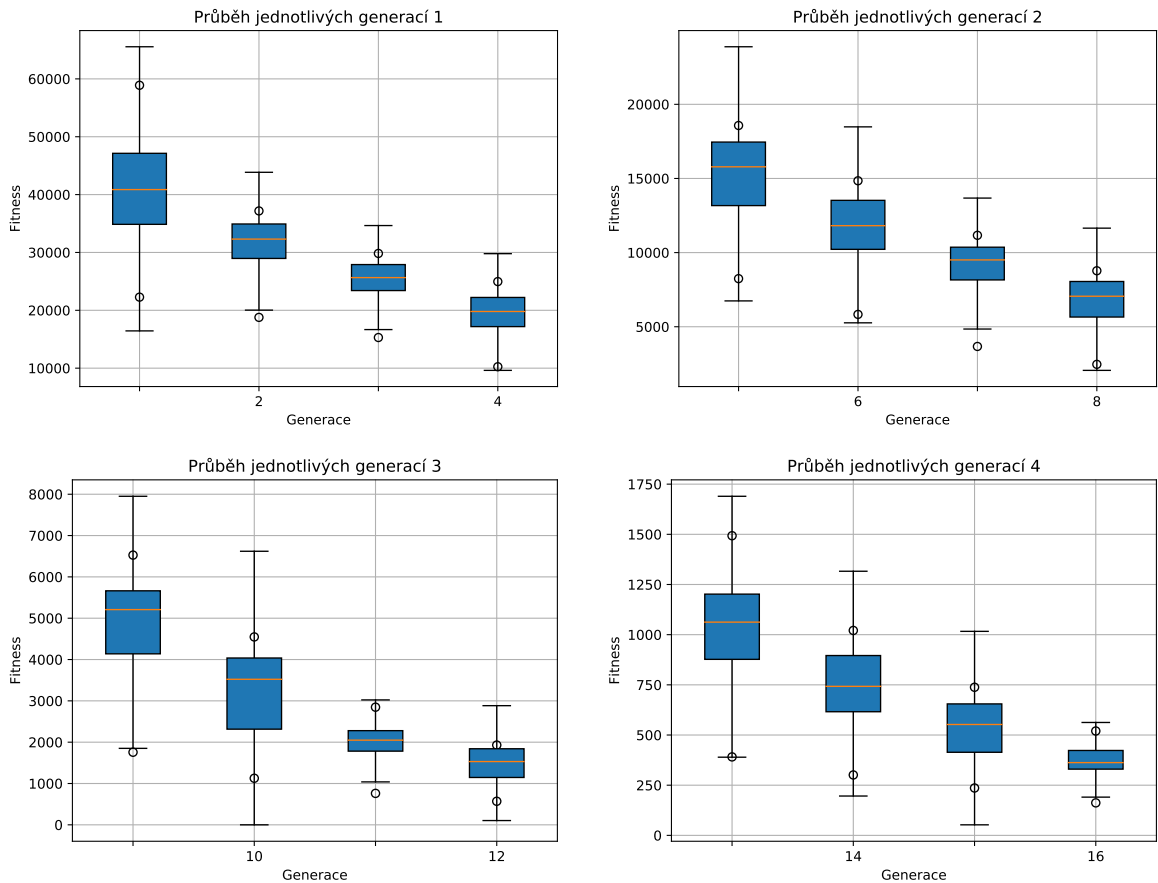 Průběh jednotlivých generací 1
60000
50000
40000
30000
20000
10000
Fitness
2
4
Generace
Průběh jednotlivých generací 2
20000
15000
10000
5000
Fitness
6
8
Generace
Průběh jednotlivých generací 3
8000
7000
6000
5000
4000
3000
2000
1000
0
Fitness
10
12
Generace
Průběh jednotlivých generací 4
1750
1500
1250
1000
750
500
250
0
Fitness
14
16
Generace